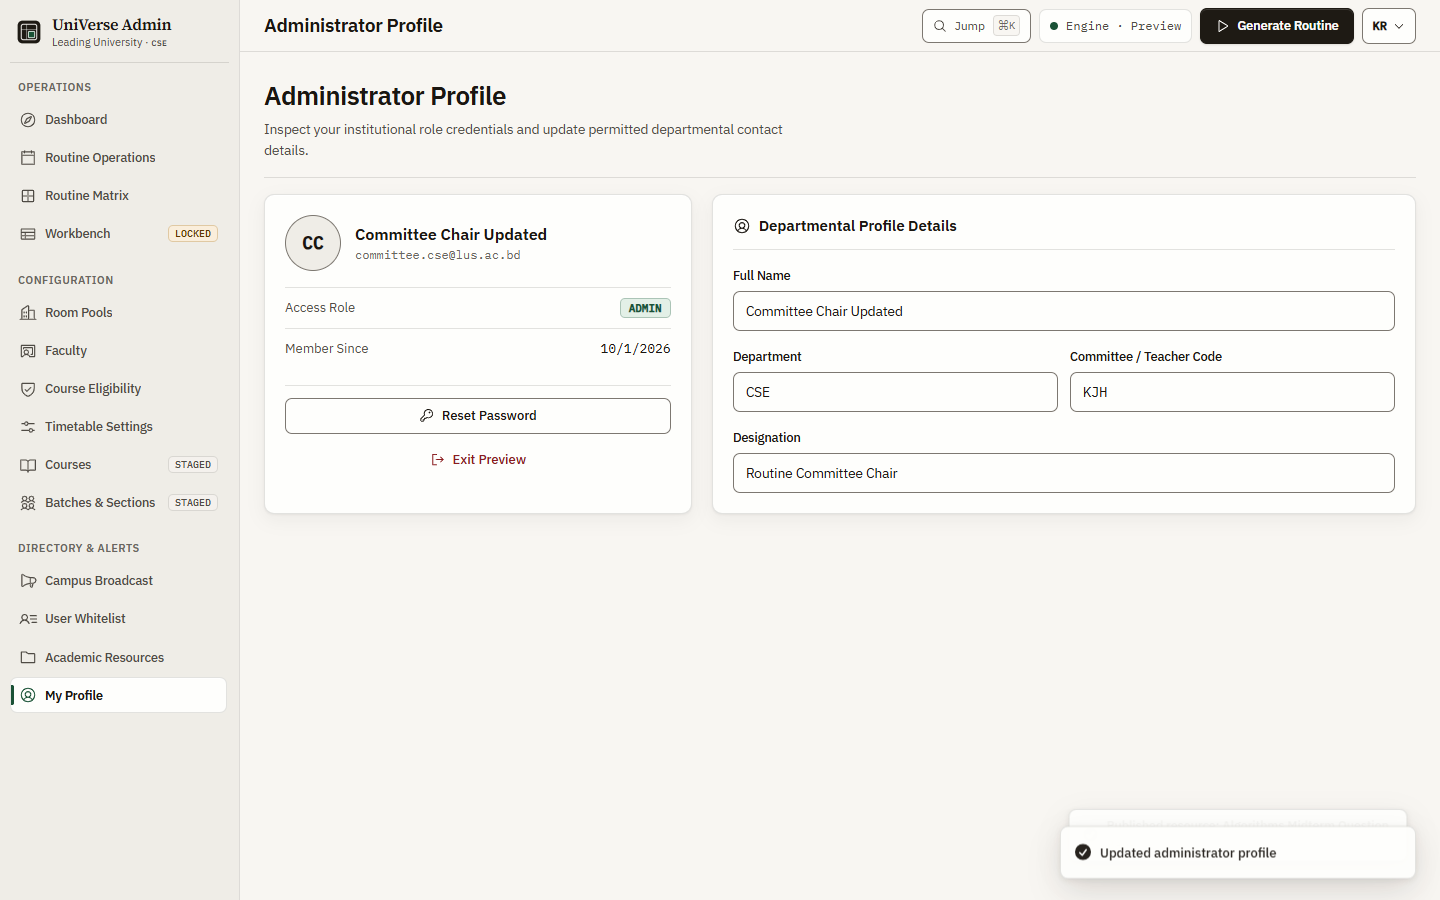 UniVerse Admin
Leading University · CSE
OPERATIONS
Dashboard
Routine Operations
Routine Matrix
Workbench LOCKED
CONFIGURATION
Room Pools
Faculty
Course Eligibility
Timetable Settings
Courses STAGED
Batches & Sections STAGED
DIRECTORY & ALERTS
Campus Broadcast
User Whitelist
Academic Resources
My Profile
Administrator Profile
Jump ⌘K
Engine · Preview
Generate Routine
KR
Administrator Profile
Inspect your institutional role credentials and update permitted departmental contact
details.
CC
Committee Chair Updated
committee.cse@lus.ac.bd
Access Role ADMIN
Member Since 10/1/2026
Reset Password
Exit Preview
Departmental Profile Details
Full Name
Committee Chair Updated
Department Committee / Teacher Code
CSE KJH
Designation
Routine Committee Chair
Updated administrator profile